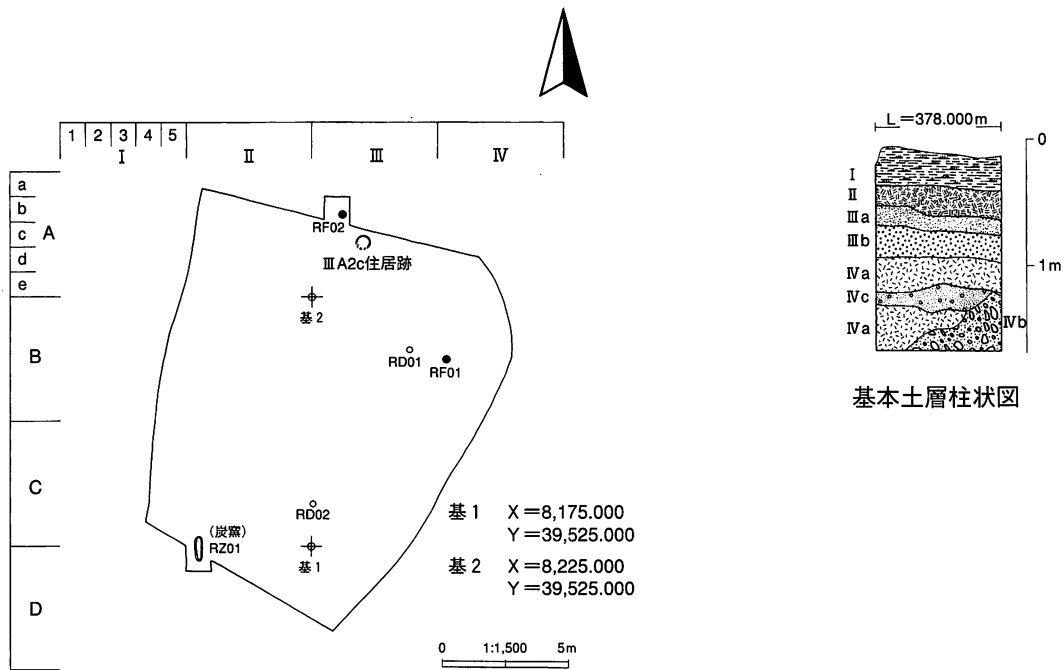 1 2 3 4 5
Ⅰ Ⅱ Ⅲ Ⅳ
a
b
c
d
e
A
B
C
D
RF02
ⅢA2c住居跡
基2
RD01
RF01
RD02
(炭窯)
RZ01
基1
基1 X=8,175.000
Y=39,525.000
基2 X=8,225.000
Y=39,525.000
0 1:1,500 5m
L=378.000m
0
1m
Ⅰ
Ⅱ
Ⅲa
Ⅲb
Ⅳa
Ⅳc
Ⅳa
Ⅳb
基本土層柱状図